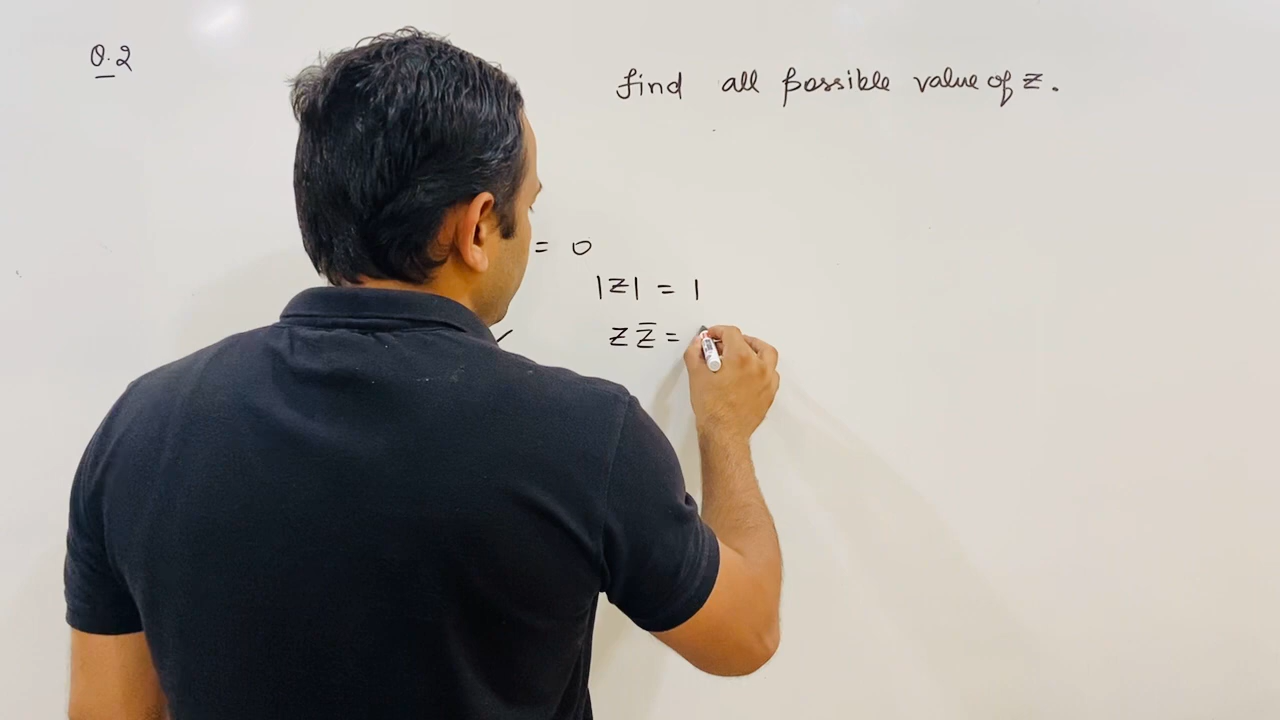 Q.2
find all possible value of z.
= 0
|z| = 1
z z̄ =